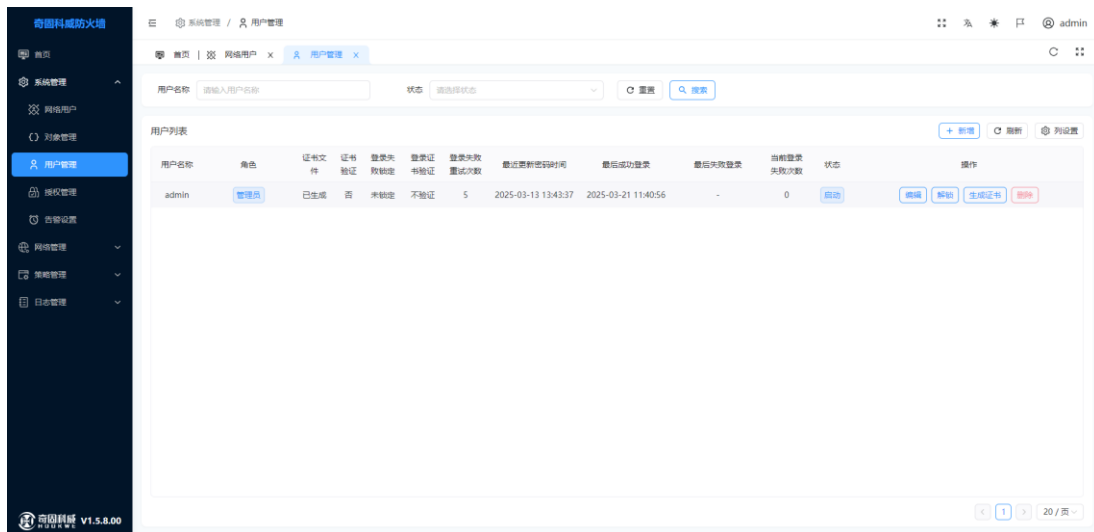 奇固科威防火墙
系统管理 / 用户管理
admin
首页
系统管理
网络用户
对象管理
用户管理
授权管理
告警设置
网络管理
策略管理
日志管理
奇固科威 V1.5.8.00
首页 | 网络用户 × 用户管理 ×
用户名称 请输入用户名称 状态 请选择状态 重置 搜索
用户列表 + 新增 刷新 列设置
用户名称 角色 证书文件 证书验证 登录失败锁定 登录证书验证 登录失败重试次数 最近更新密码时间 最后成功登录 最后失败登录 当前登录失败次数 状态 操作
admin 管理员 已生成 否 未锁定 不验证 5 2025-03-13 13:43:37 2025-03-21 11:40:56 - 0 启动 编辑 解锁 生成证书 删除
1 20 / 页